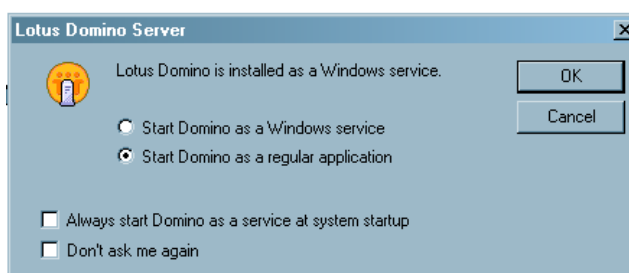 Lotus Domino Server
Lotus Domino is installed as a Windows service.
OK
Start Domino as a Windows service
Cancel
Start Domino as a regular application
Always start Domino as a service at system startup
Don't ask me again